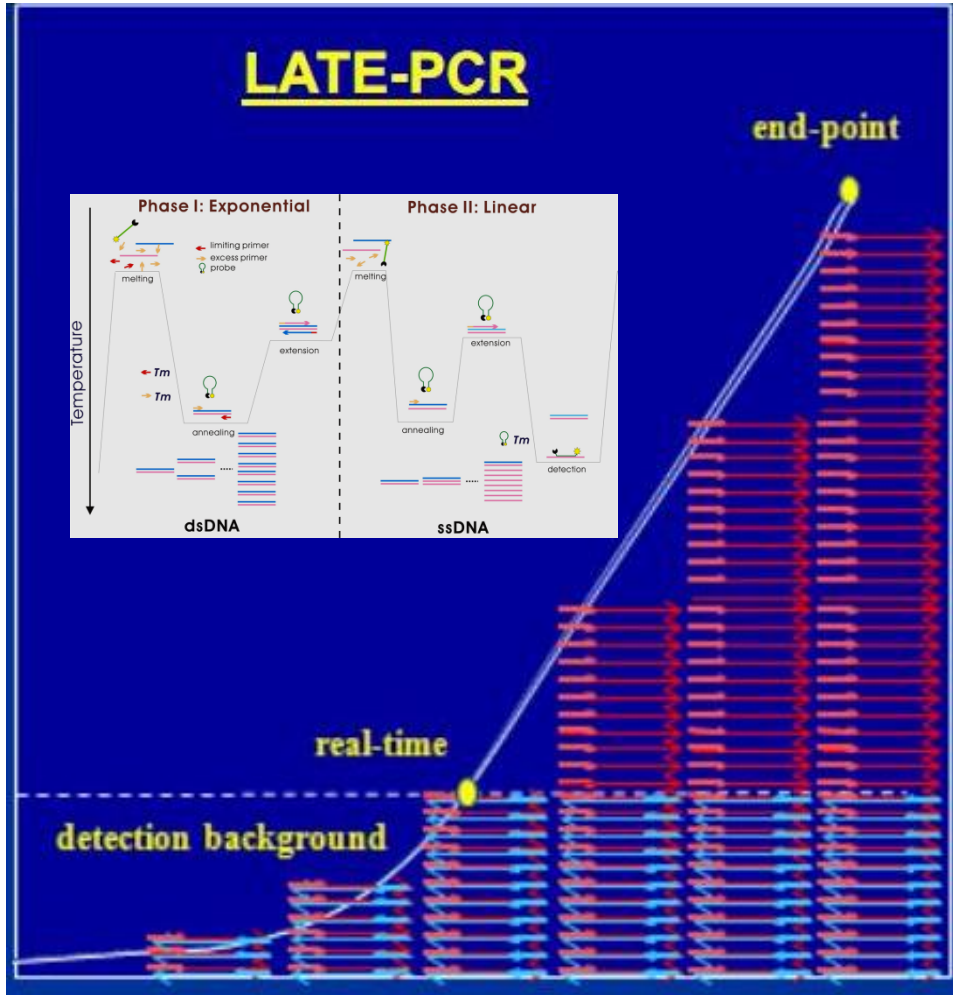 LATE-PCR
end-point
Phase I: Exponential
Phase II: Linear
limiting primer
excess primer
probe
melting
melting
Temperature
extension
extension
Tm
Tm
annealing
annealing
Tm
detection
dsDNA
ssDNA
real-time
detection background